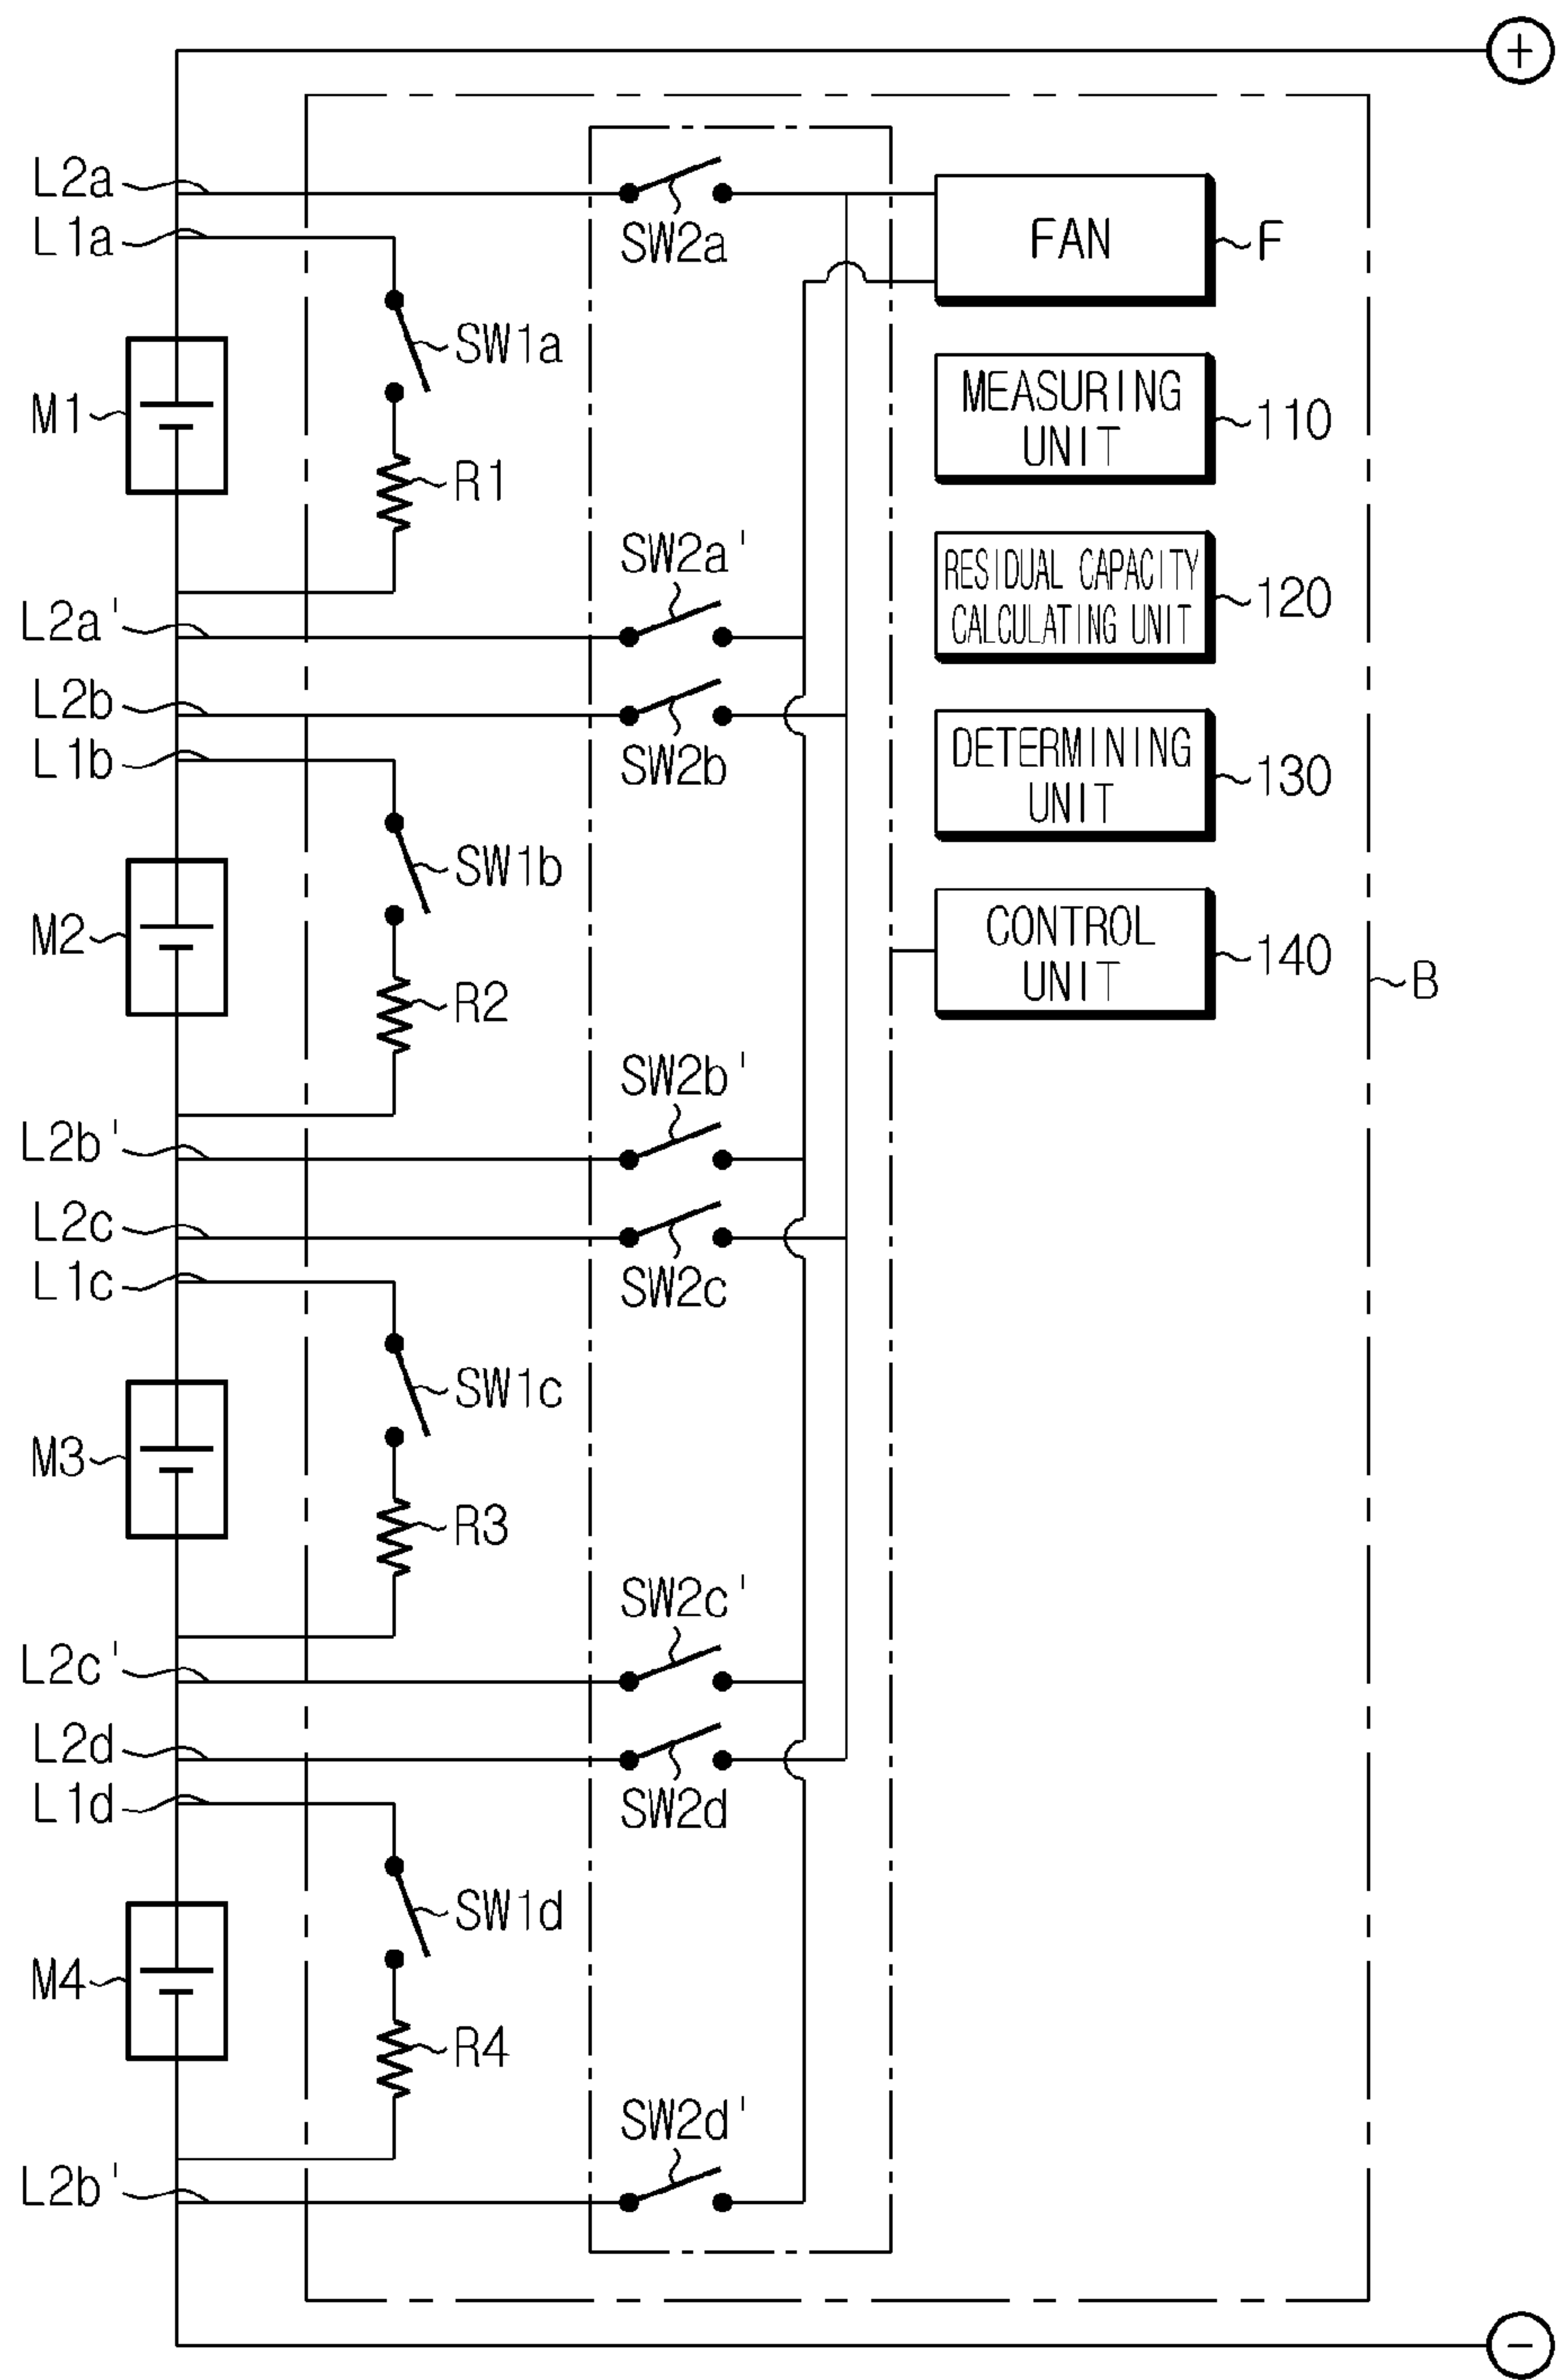 +
L2a
SW2a
L1a
FAN
F
SW1a
M1
MEASURING
UNIT
110
R1
SW2a'
RESIDUAL CAPACITY
CALCULATING UNIT
120
L2a'
L2b
SW2b
L1b
DETERMINING
UNIT
130
SW1b
M2
CONTROL
UNIT
140
B
R2
SW2b'
L2b'
L2c
SW2c
L1c
SW1c
M3
R3
SW2c'
L2c'
L2d
SW2d
L1d
SW1d
M4
R4
SW2d'
L2b'
−